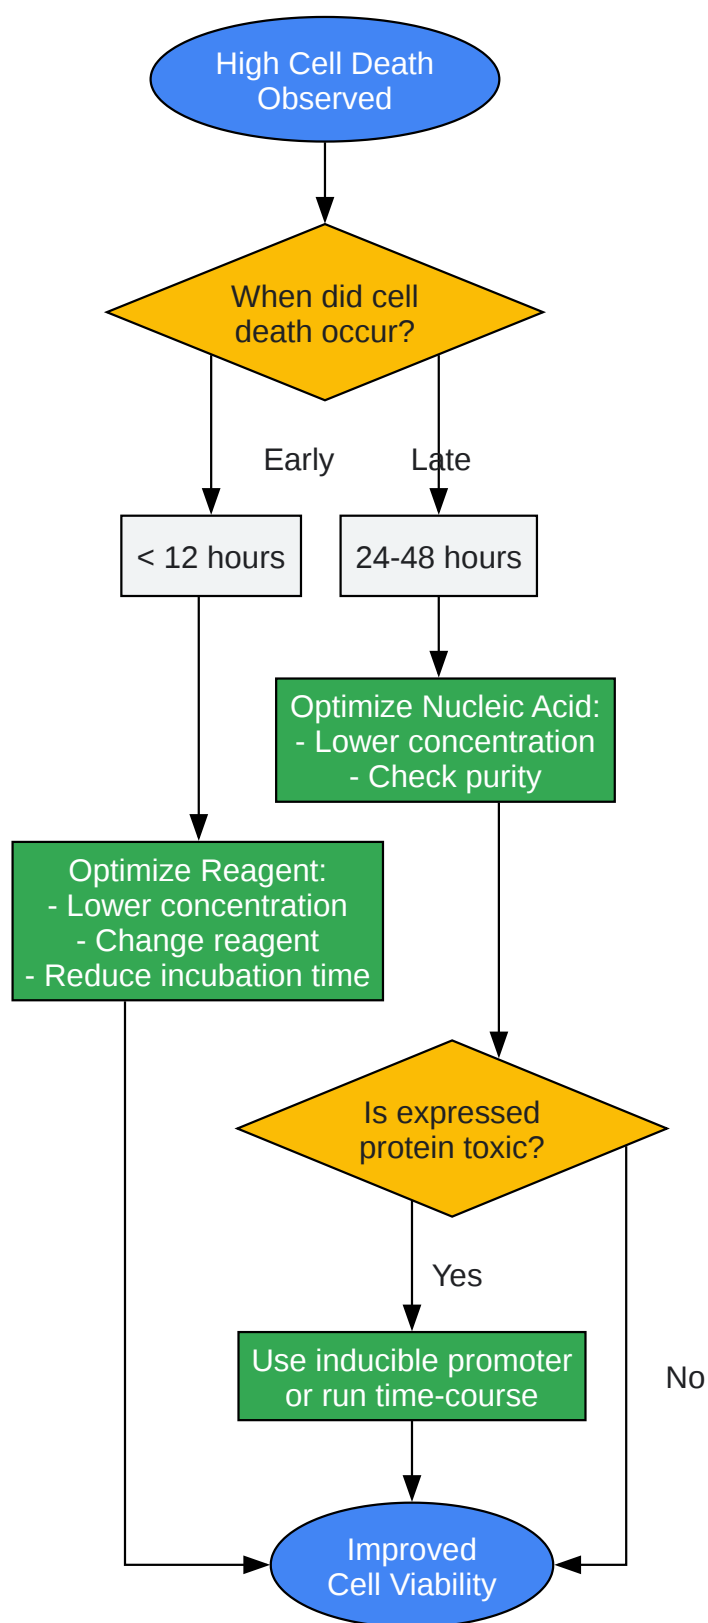 High Cell Death
Observed
When did cell
death occur?
Early
Late
< 12 hours
24-48 hours
Optimize Nucleic Acid:
- Lower concentration
- Check purity
Optimize Reagent:
- Lower concentration
- Change reagent
- Reduce incubation time
Is expressed
protein toxic?
Yes
Use inducible promoter
or run time-course
No
Improved
Cell Viability